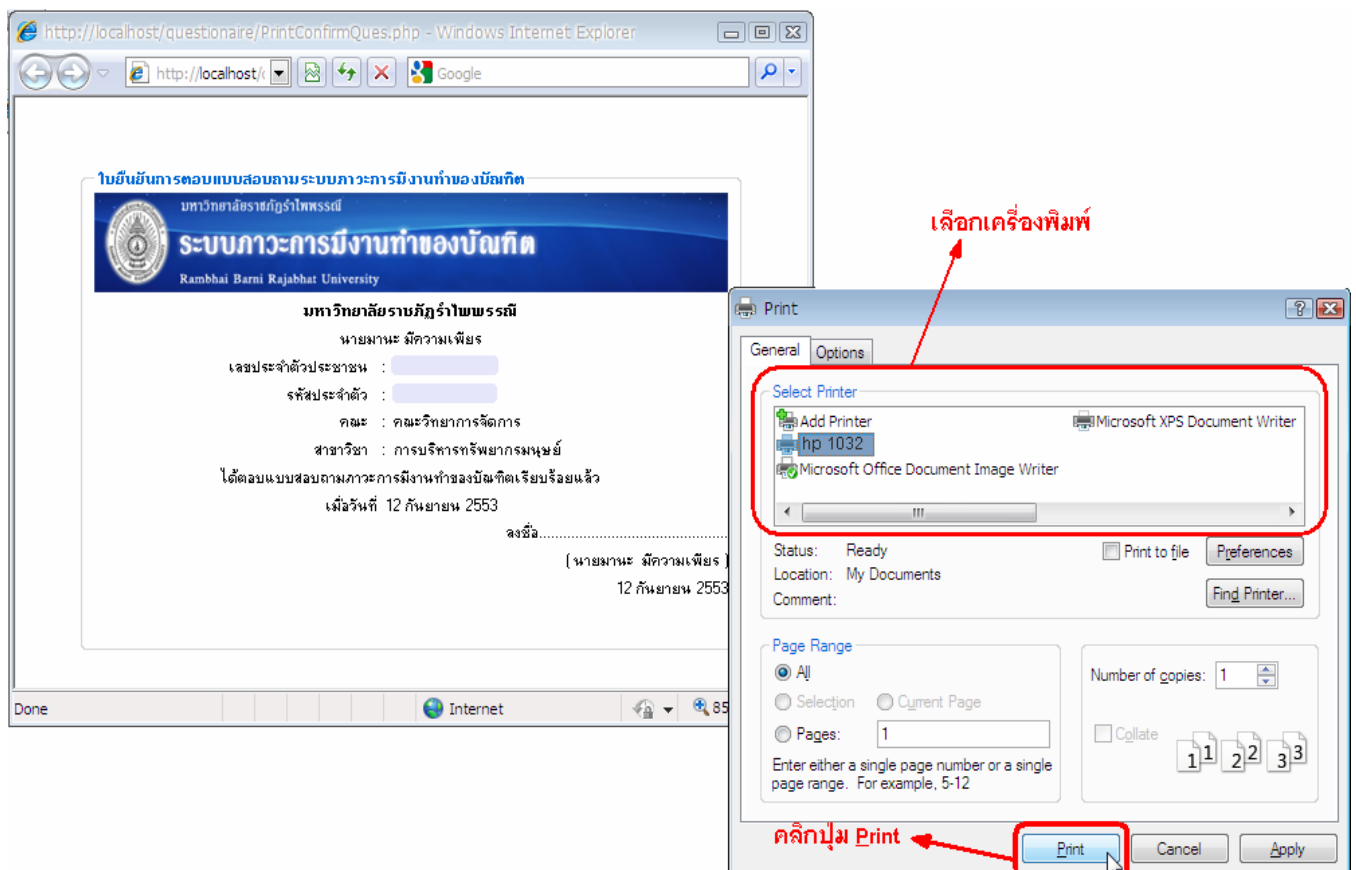 http://localhost/questionaire/PrintConfirmQues.php - Windows Internet Explorer
http://localhost/
Google
ใบยืนยันการตอบแบบสอบถามระบบภาวะการมีงานทำของบัณฑิต
มหาวิทยาลัยราชภัฏรำไพพรรณี
ระบบภาวะการมีงานทำของบัณฑิต
Rambhai Barni Rajabhat University
มหาวิทยาลัยราชภัฏรำไพพรรณี
นายมานะ มีความเพียร
เลขประจำตัวประชาชน :
รหัสประจำตัว :
คณะ : คณะวิทยาการจัดการ
สาขาวิชา : การบริหารทรัพยากรมนุษย์
ได้ตอบแบบสอบถามภาวะการมีงานทำของบัณฑิตเรียบร้อยแล้ว
เมื่อวันที่ 12 กันยายน 2553
ลงชื่อ..........................................
( นายมานะ มีความเพียร )
12 กันยายน 2553
Done
Internet
85
เลือกเครื่องพิมพ์
Print
General Options
Select Printer
Add Printer
Microsoft XPS Document Writer
hp 1032
Microsoft Office Document Image Writer
Status: Ready
Print to file
Preferences
Location: My Documents
Comment:
Find Printer...
Page Range
All
Selection
Current Page
Pages: 1
Enter either a single page number or a single
page range. For example, 5-12
Number of copies: 1
Collate
1 1 2 2 3 3
คลิกปุ่ม Print
Print
Cancel
Apply